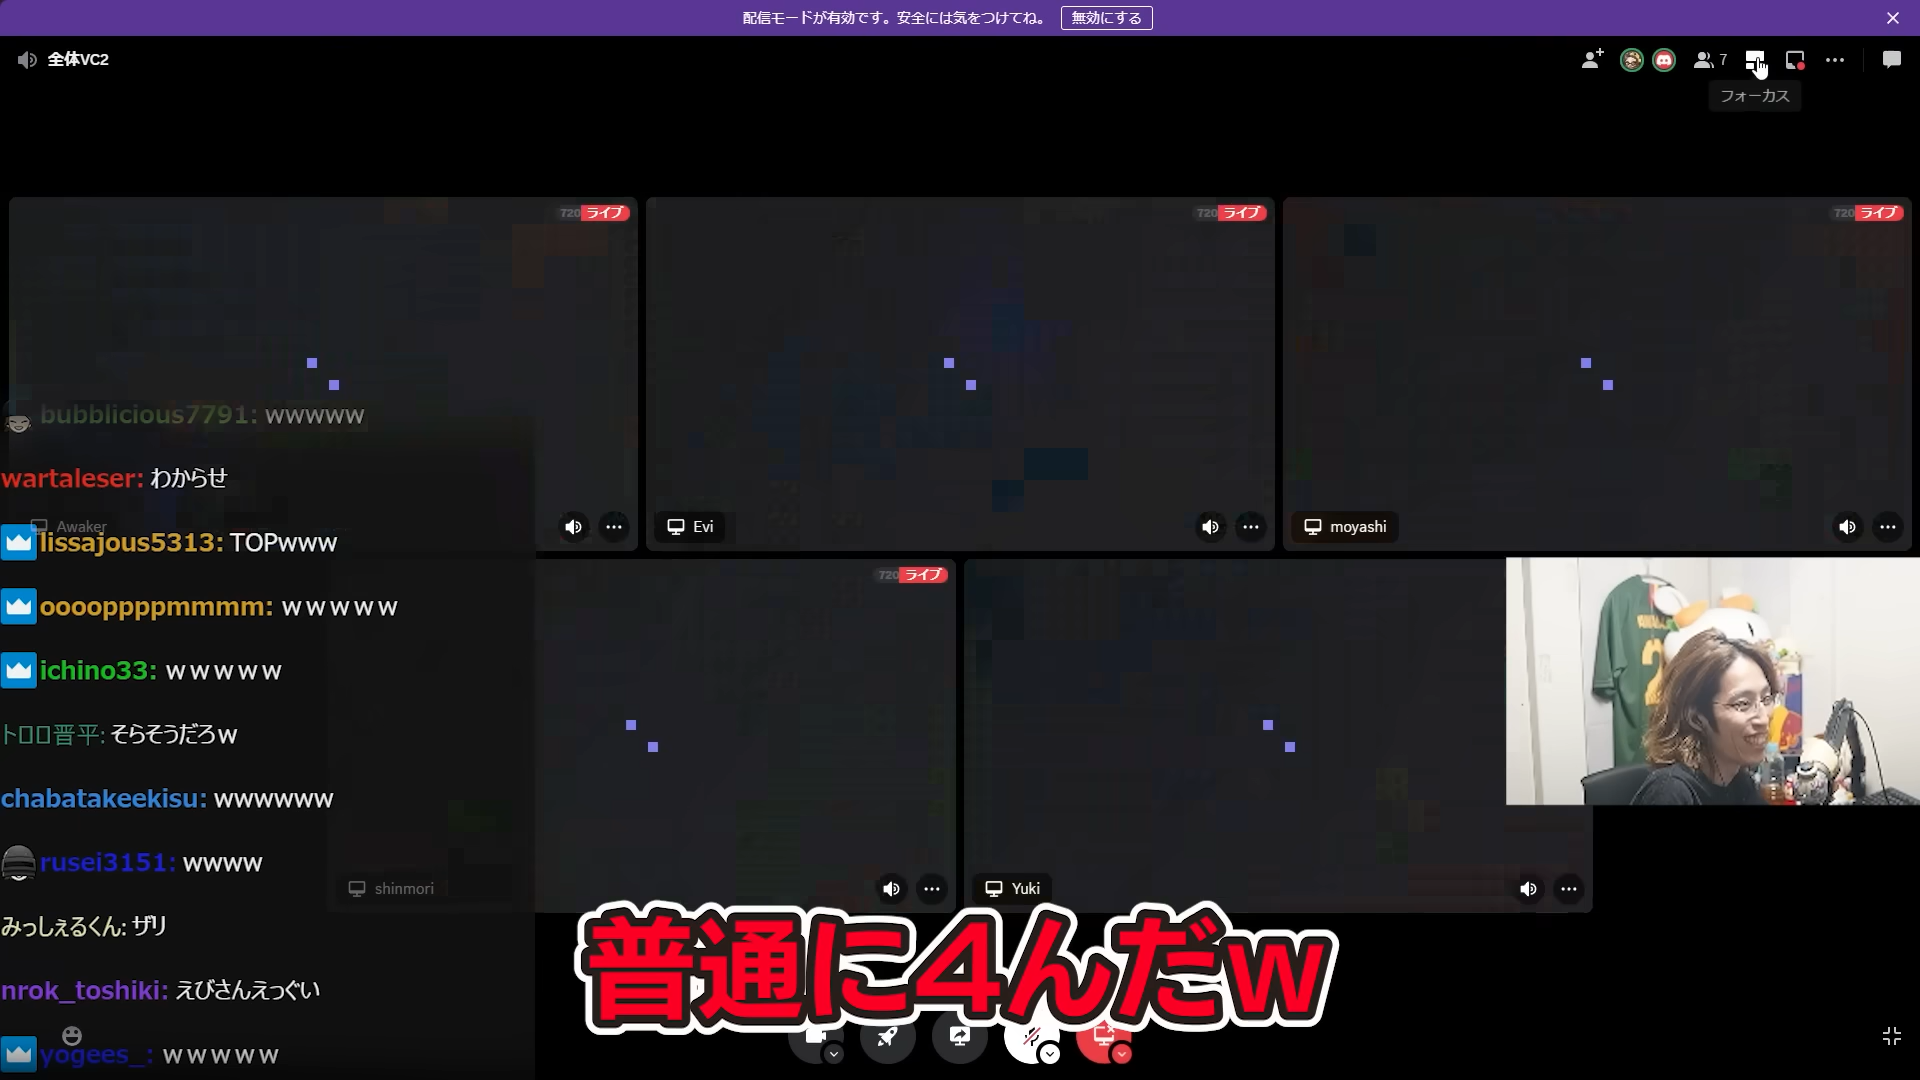 配信モードが有効です。安全には気をつけてね。 無効にする
全体VC2
7
フォーカス
720 ライブ
720 ライブ
720 ライブ
bubblicious7791: wwwww
wartaleser: わからせ
Awaker
Evi
moyashi
lissajous5313: TOPwww
720 ライブ
ooooppppmmmm: ｗｗｗｗｗ
ichino33: ｗｗｗｗｗ
トロロ晋平: そらそうだろｗ
chabatakeekisu: wwwwww
rusei3151: wwww
shinmori
Yuki
みっしぇるくん: ザリ
普通に4んだw
nrok_toshiki: えびさんえっぐい
yogees_: ｗｗｗｗｗ